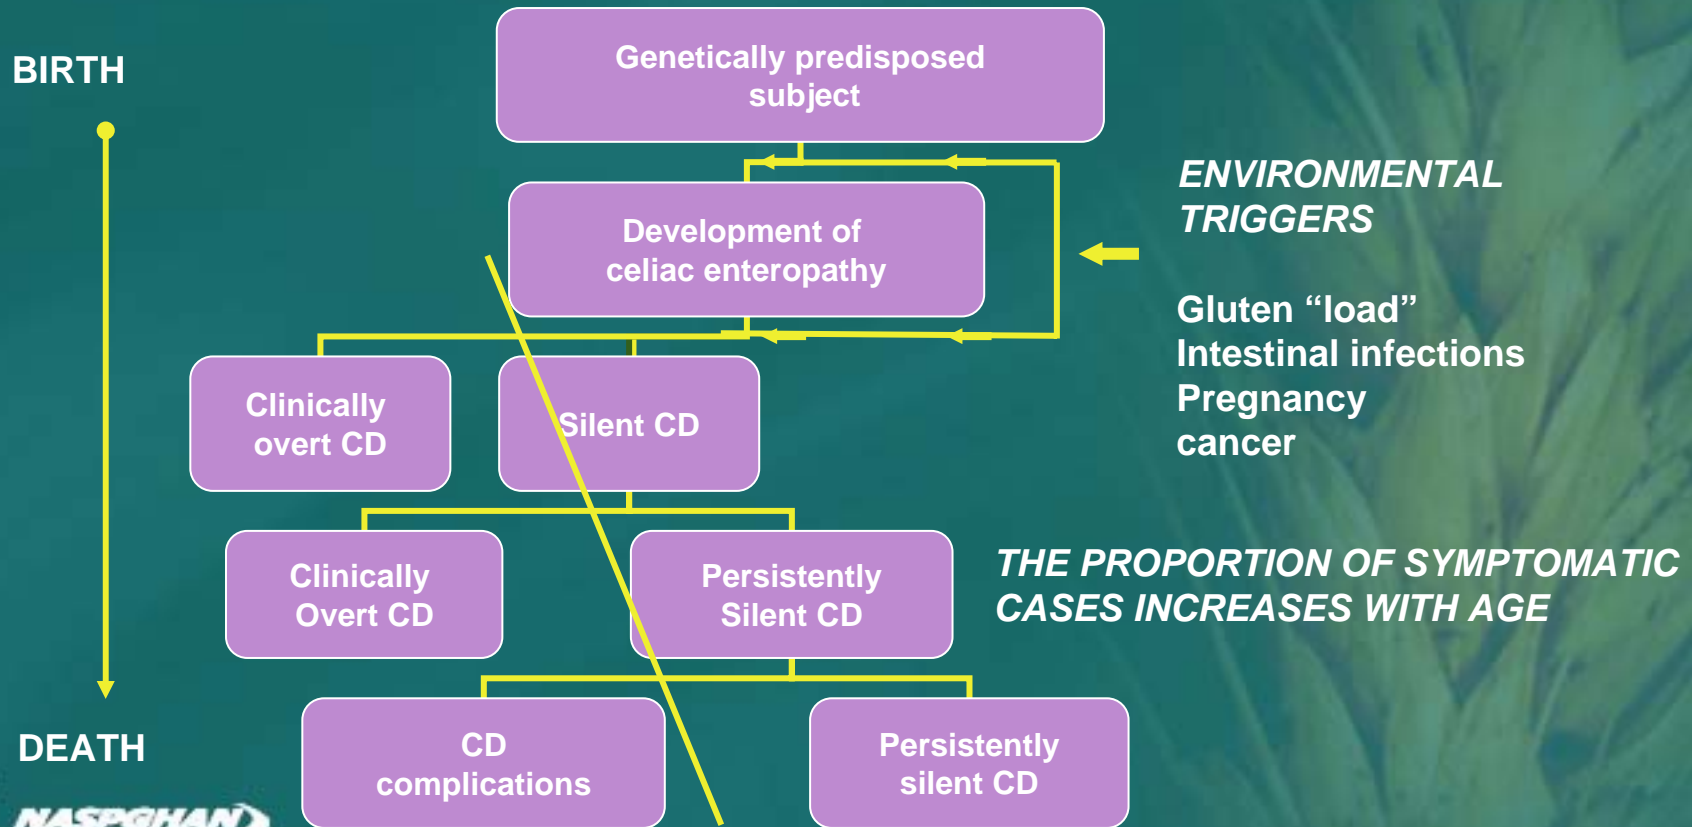 BIRTH
Genetically predisposed
subject
ENVIRONMENTAL
TRIGGERS
Development of
celiac enteropathy
Gluten “load”
Intestinal infections
Pregnancy
cancer
Clinically
overt CD
Silent CD
Clinically
Overt CD
Persistently
Silent CD
THE PROPORTION OF SYMPTOMATIC
CASES INCREASES WITH AGE
DEATH
CD
complications
Persistently
silent CD
NASPGHAN